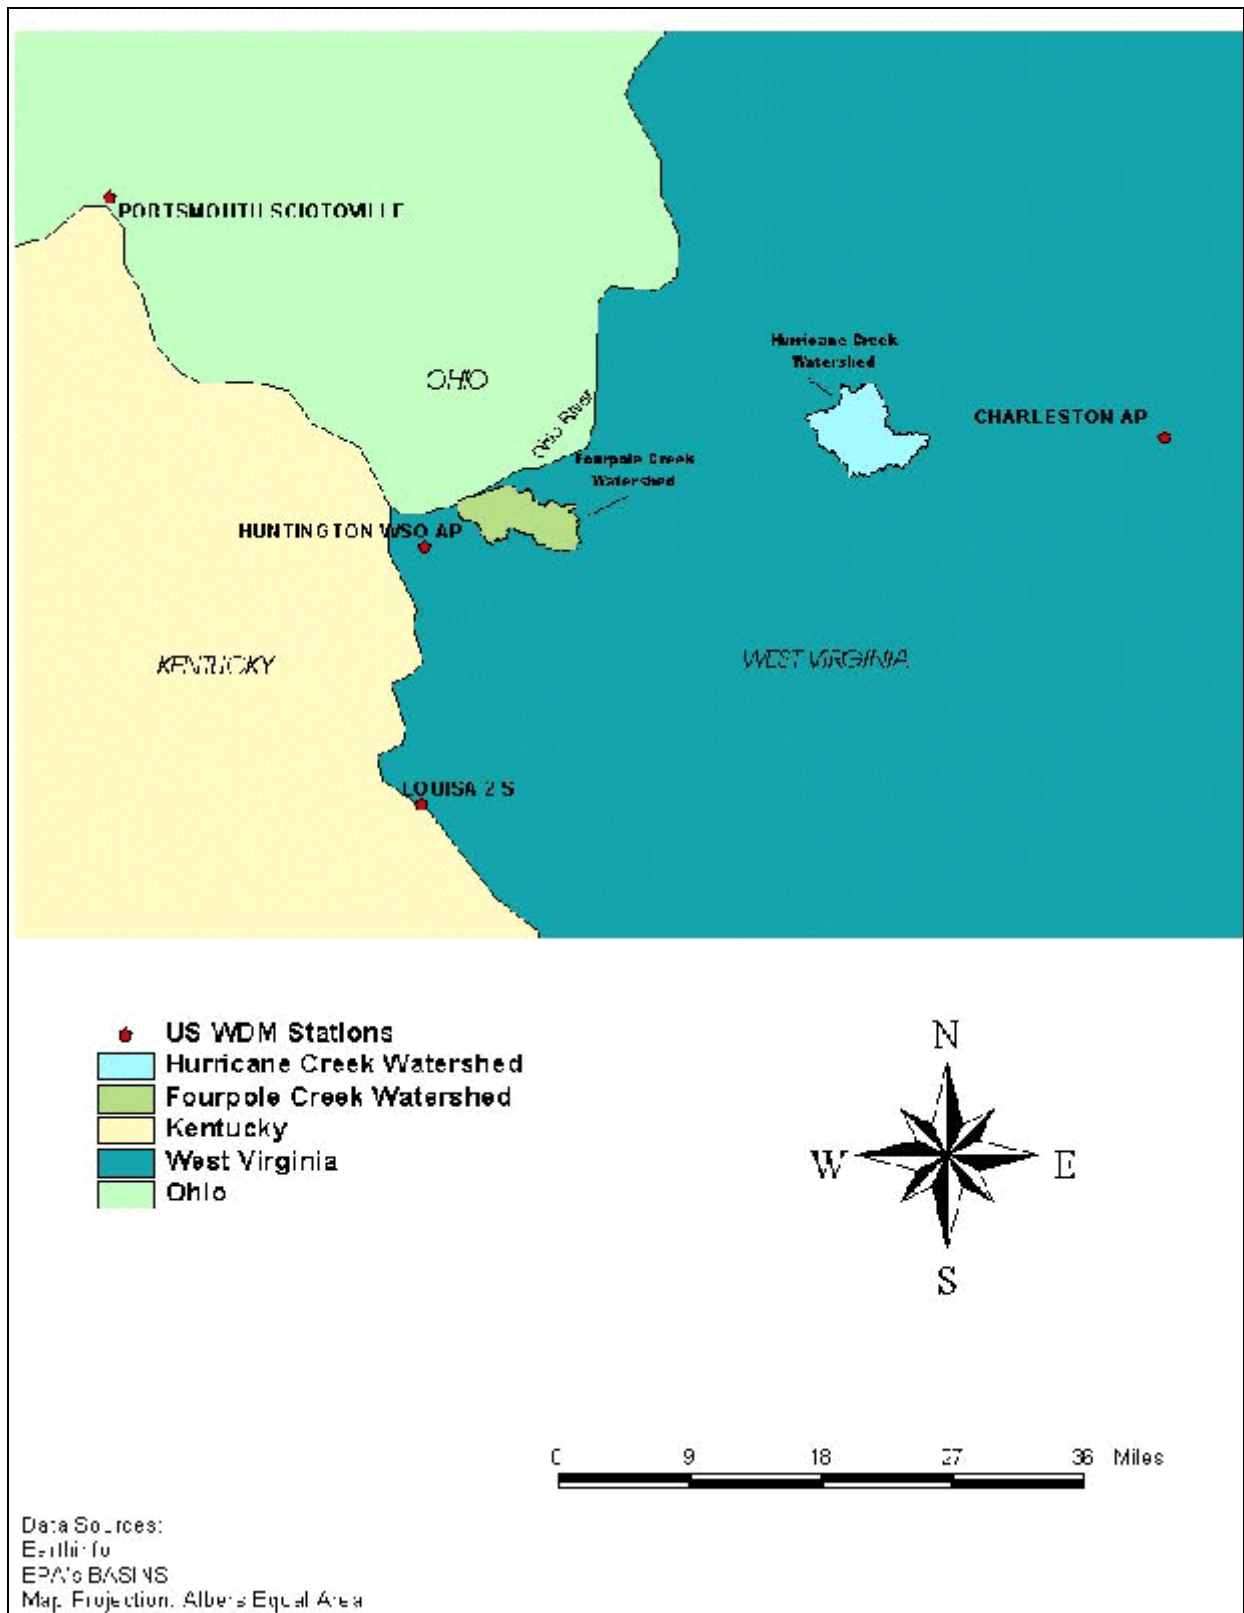 PORTSMOUTH SCIOTOVILLE
Hurricane Creek
Watershed
OHIO
Ohio River
CHARLESTON AP
Fourpole Creek
Watershed
HUNTINGTON WSO AP
KENTUCKY
WEST VIRGINIA
LOUISA 2 S
US WDM Stations
Hurricane Creek Watershed
Fourpole Creek Watershed
Kentucky
West Virginia
Ohio
N
W
E
S
0 9 18 27 36 Miles
Data Sources:
EarthInfo
EPA's BASINS
Map Projection: Albers Equal Area